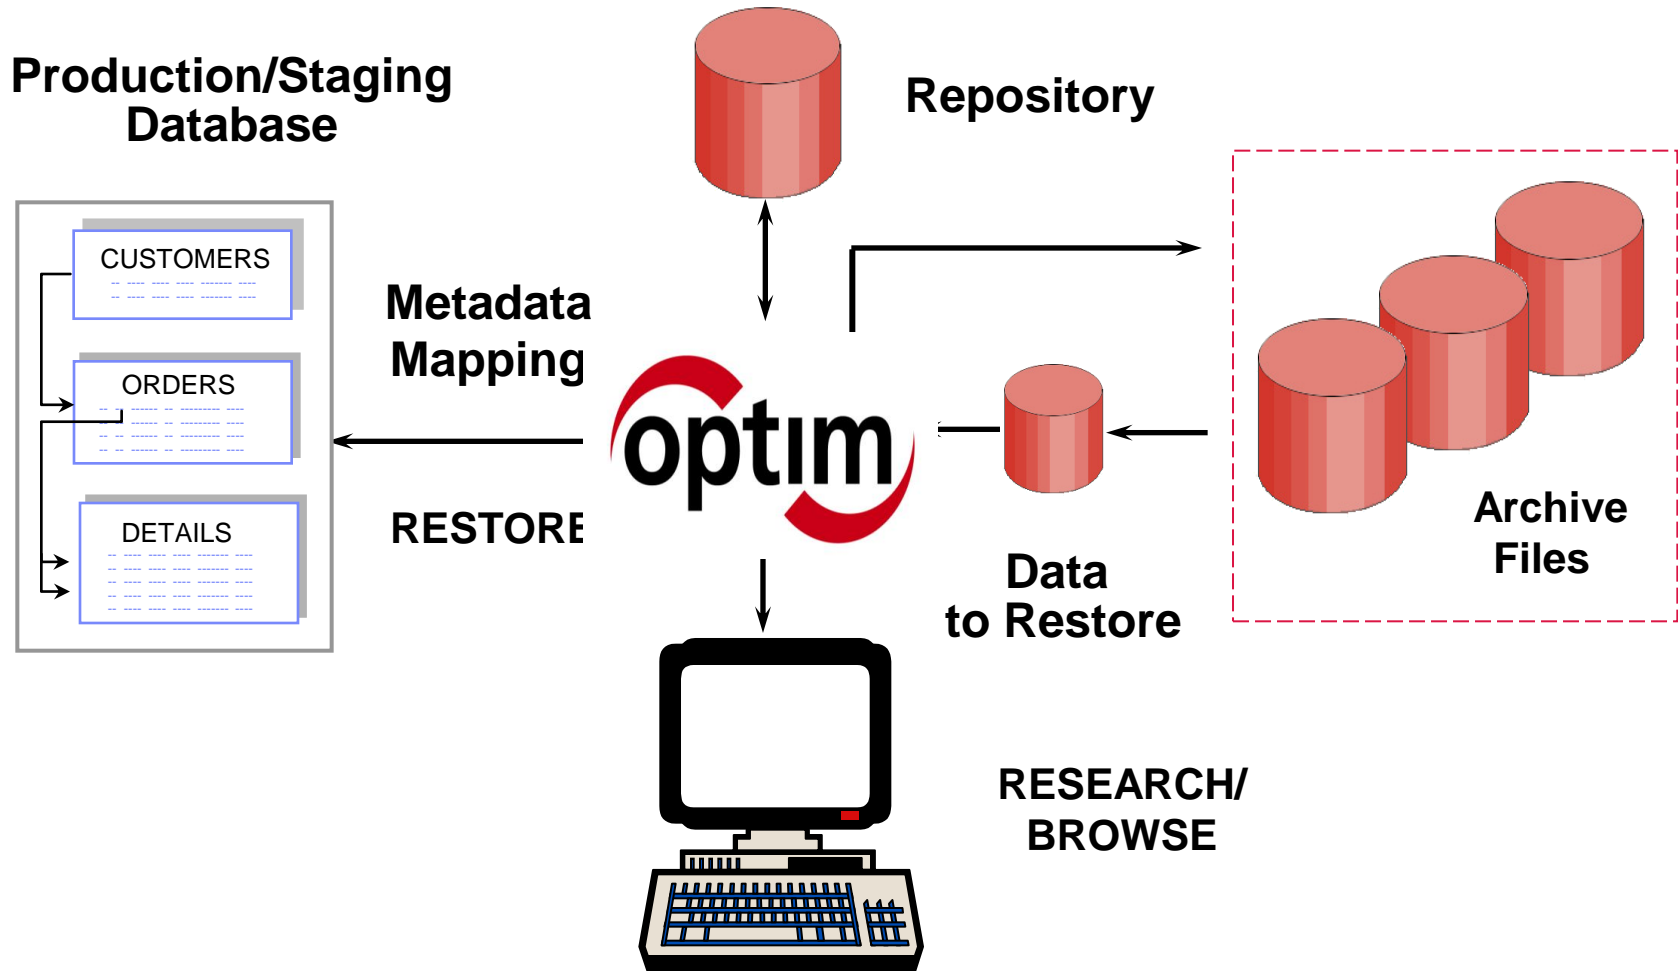 Production/Staging
Database
Repository
CUSTOMERS
ORDERS
DETAILS
Metadata
Mapping
RESTORE
optim
Data
to Restore
Archive
Files
RESEARCH/
BROWSE